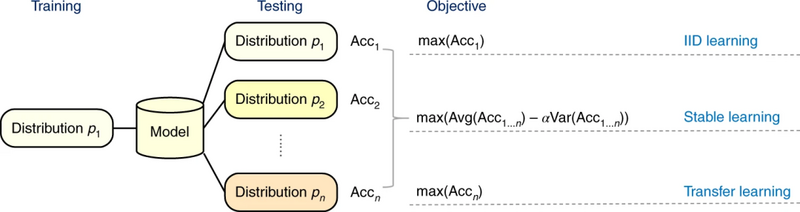 Training Testing Objective
Distribution p1 Acc1 max(Acc1) IID learning
Distribution p2 Acc2
Distribution p1 Model max(Avg(Acc1...n) – αVar(Acc1...n)) Stable learning
Distribution pn Accn max(Accn) Transfer learning